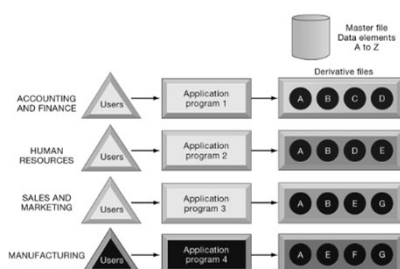 Master file
Data elements
A to Z
Derivative files
ACCOUNTING
AND FINANCE
Users
Application
program 1
A B C D
HUMAN
RESOURCES
Users
Application
program 2
A B D E
SALES AND
MARKETING
Users
Application
program 3
A B E G
MANUFACTURING
Users
Application
program 4
A E F G